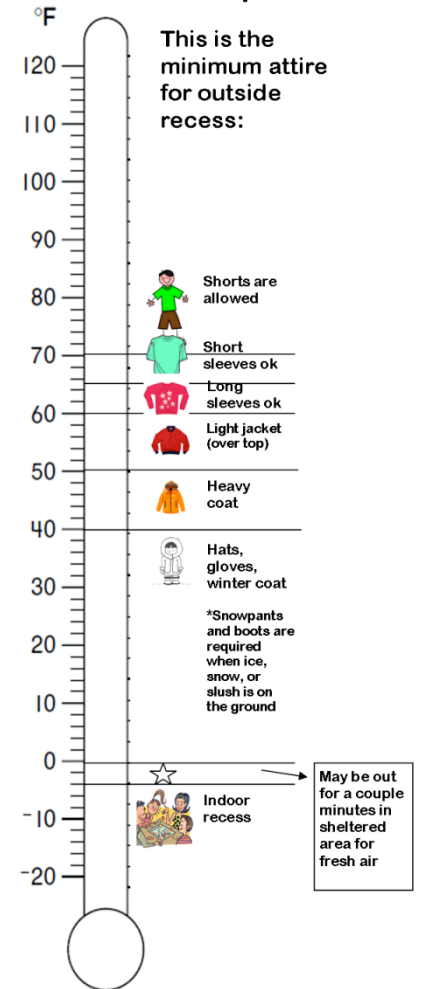 °F
This is the
minimum attire
for outside
recess:
120
110
100
90
80
70
60
50
40
30
20
10
0
-10
-20
Shorts are
allowed
Short
sleeves ok
Long
sleeves ok
Light jacket
(over top)
Heavy
coat
Hats,
gloves,
winter coat
*Snowpants
and boots are
required
when ice,
snow, or
slush is on
the ground
May be out
for a couple
minutes in
sheltered
area for
fresh air
Indoor
recess